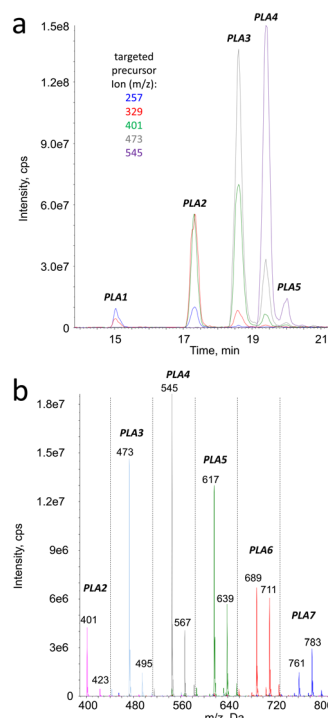 a
1.5e8
PLA4
PLA3
targeted
precursor
Ion (m/z):
257
329
401
473
545
1.2e8
9.0e7
Intensity, cps
6.0e7
PLA2
3.0e7
PLA1
PLA5
0
15 17 19 21
Time, min
b
PLA4
545
1.8e7
PLA3
473
1.5e7
PLA5
617
1.2e7
Intensity, cps
9e6
PLA6
689
711
6e6
639
PLA2
401
567
PLA7
783
3e6
761
495
423
0
400 480 560 640 720 800
m/z, Da